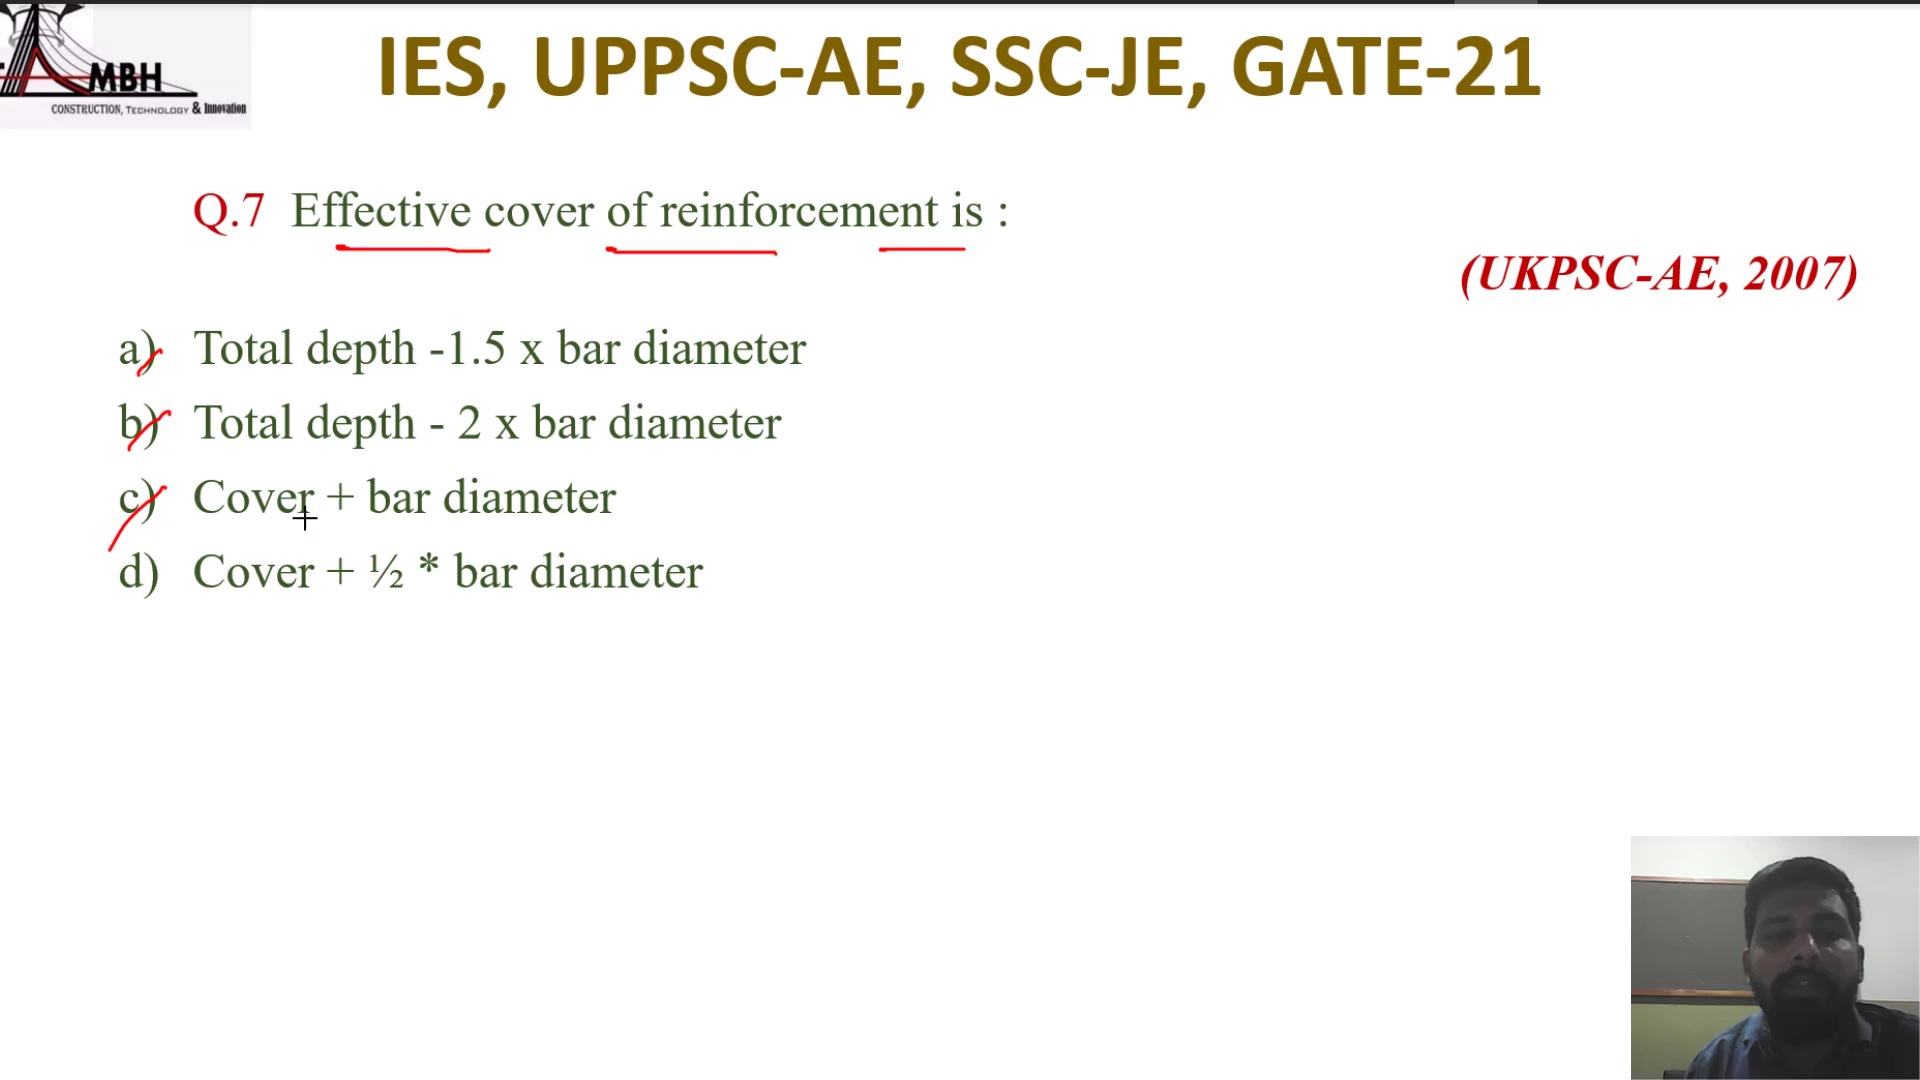 MBH
CONSTRUCTION, TECHNOLOGY & Innovation
IES, UPPSC-AE, SSC-JE, GATE-21
Q.7 Effective cover of reinforcement is :
(UKPSC-AE, 2007)
a) Total depth -1.5 x bar diameter
b) Total depth - 2 x bar diameter
c) Cover + bar diameter
d) Cover + ½ * bar diameter